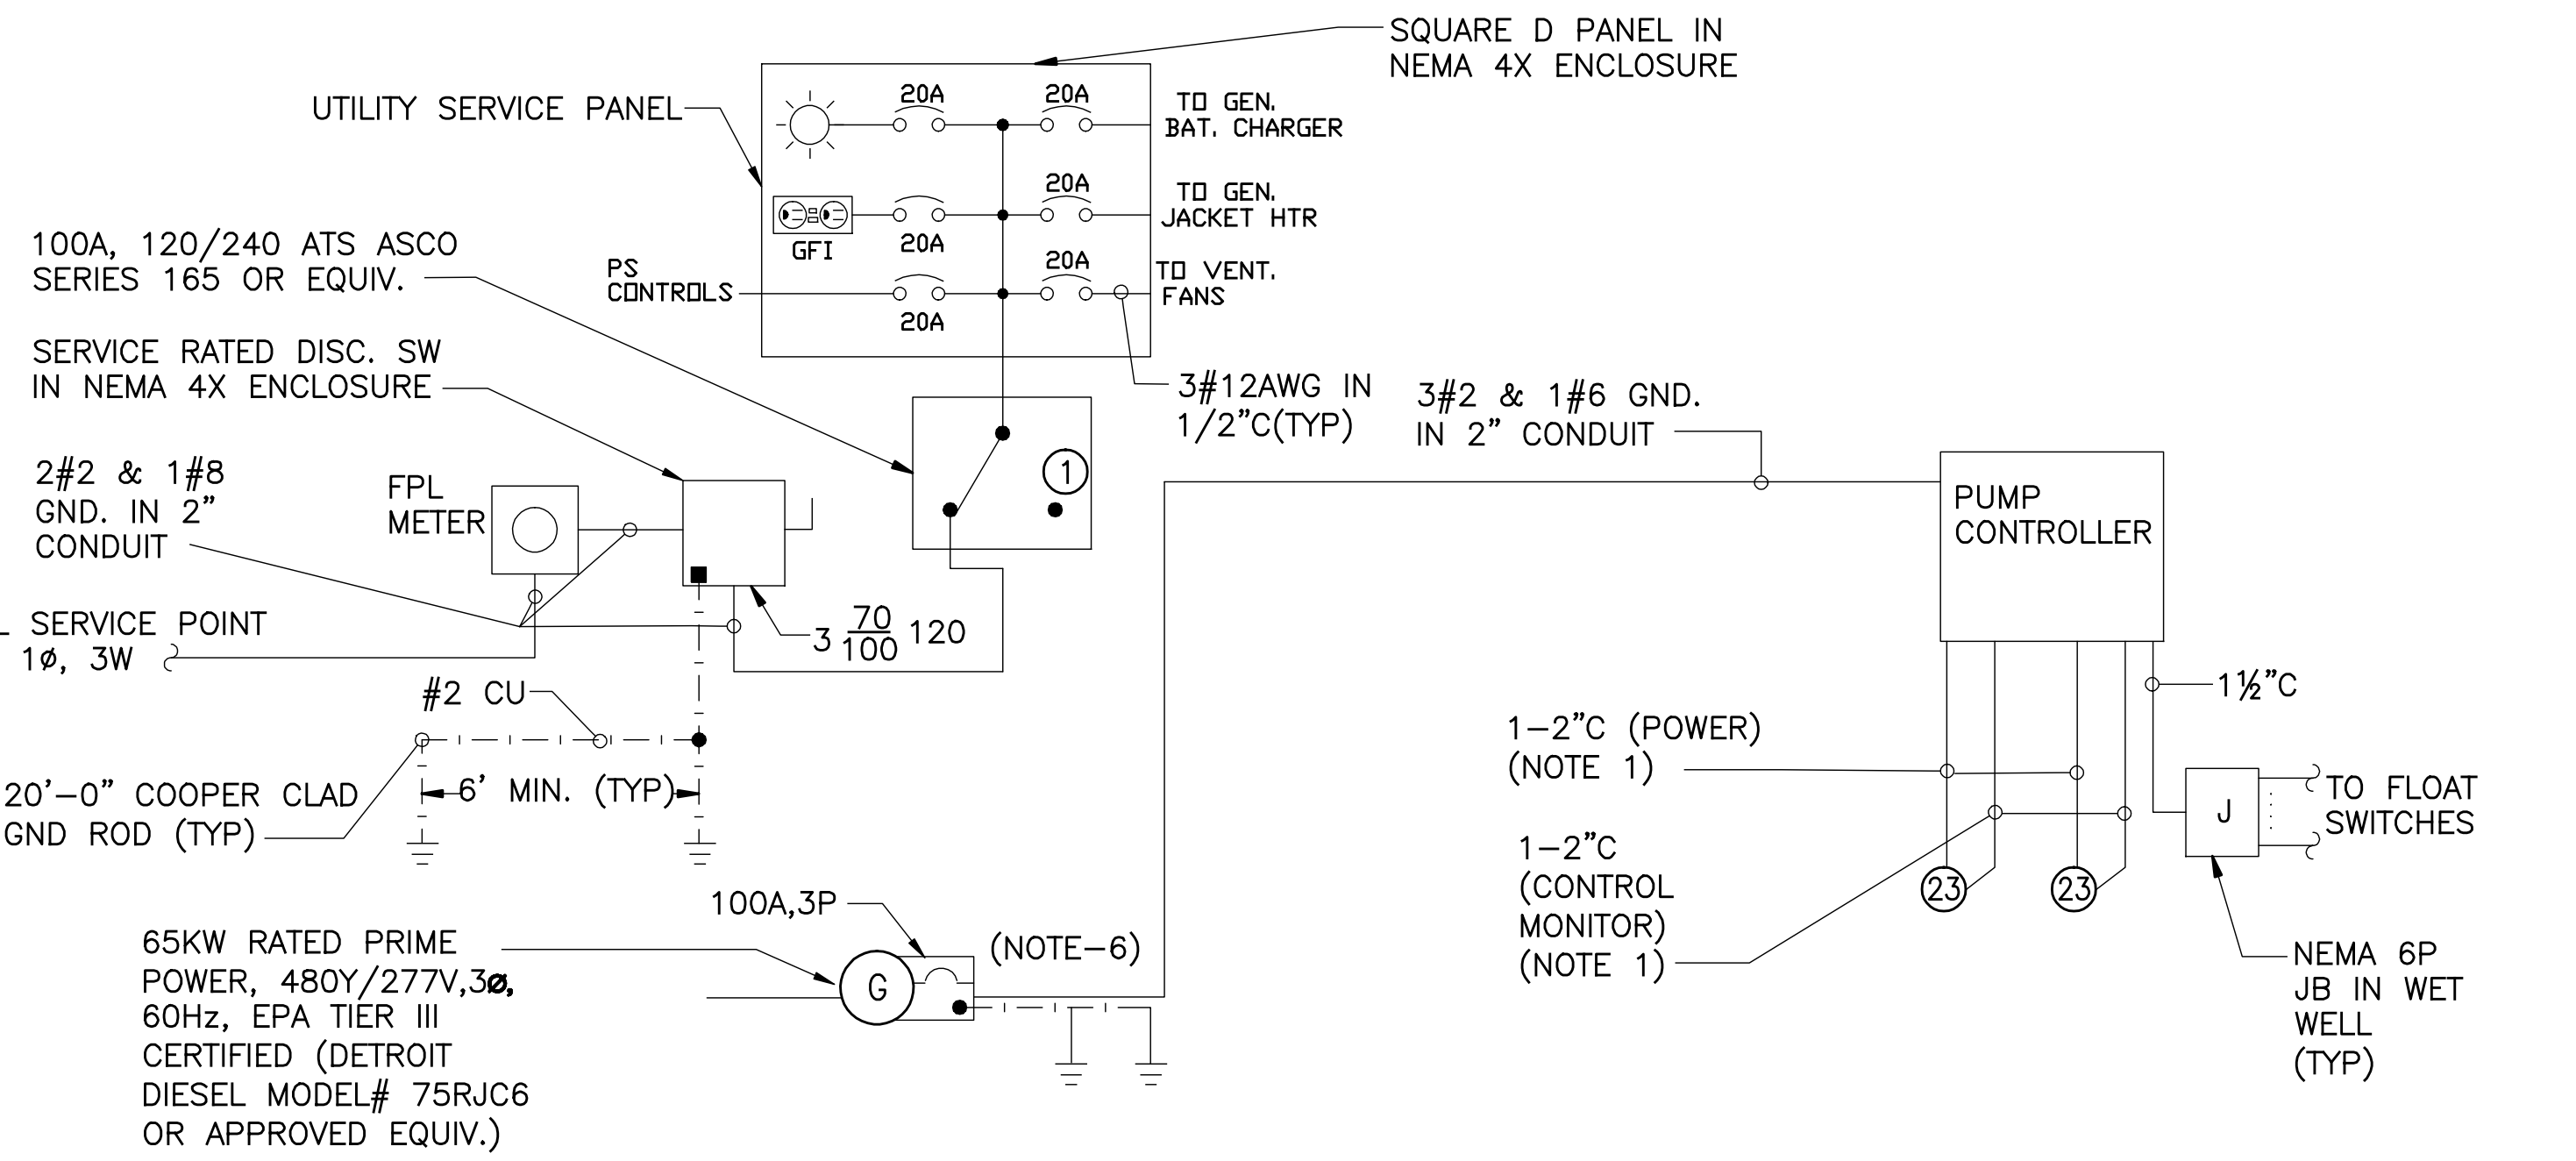 SQUARE D PANEL IN
NEMA 4X ENCLOSURE
UTILITY SERVICE PANEL
20A
20A
TO GEN.
BAT. CHARGER
20A
TO GEN.
JACKET HTR
GFI
20A
100A, 120/240 ATS ASCO
SERIES 165 OR EQUIV.
PS
CONTROLS
20A
TO VENT.
FANS
20A
SERVICE RATED DISC. SW
IN NEMA 4X ENCLOSURE
3#12AWG IN
1/2"C(TYP)
3#2 & 1#6 GND.
IN 2" CONDUIT
2#2 & 1#8
GND. IN 2"
CONDUIT
FPL
METER
1
PUMP
CONTROLLER
SERVICE POINT
1ø, 3W
3 70/100 120
#2 CU
1½"C
1-2"C (POWER)
(NOTE 1)
20'-0" COOPER CLAD
GND ROD (TYP)
6' MIN. (TYP)
J
TO FLOAT
SWITCHES
1-2"C
(CONTROL
MONITOR)
(NOTE 1)
23
23
100A,3P
(NOTE-6)
G
65KW RATED PRIME
POWER, 480Y/277V,3ø,
60Hz, EPA TIER III
CERTIFIED (DETROIT
DIESEL MODEL# 75RJC6
OR APPROVED EQUIV.)
NEMA 6P
JB IN WET
WELL
(TYP)